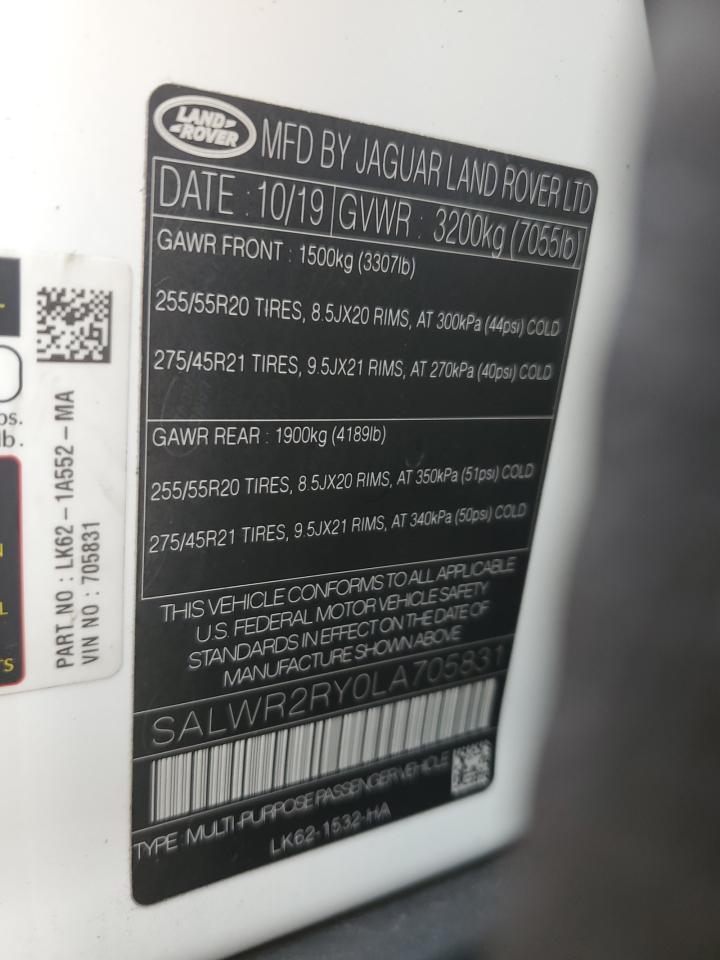 LAND
ROVER
MFD BY JAGUAR LAND ROVER LTD
DATE : 10/19 GVWR : 3200kg (7055lb)
GAWR FRONT : 1500kg (3307lb)
255/55R20 TIRES, 8.5JX20 RIMS, AT 300kPa (44psi) COLD
275/45R21 TIRES, 9.5JX21 RIMS, AT 270kPa (40psi) COLD
GAWR REAR : 1900kg (4189lb)
255/55R20 TIRES, 8.5JX20 RIMS, AT 350kPa (51psi) COLD
275/45R21 TIRES, 9.5JX21 RIMS, AT 340kPa (50psi) COLD
THIS VEHICLE CONFORMS TO ALL APPLICABLE
U.S. FEDERAL MOTOR VEHICLE SAFETY
STANDARDS IN EFFECT ON THE DATE OF
MANUFACTURE SHOWN ABOVE
SALWR2RY0LA705831
TYPE : MULTI-PURPOSE PASSENGER VEHICLE
LK62-1532-HA
PART NO : LK62-1A552-MA
VIN NO : 705831
lb.